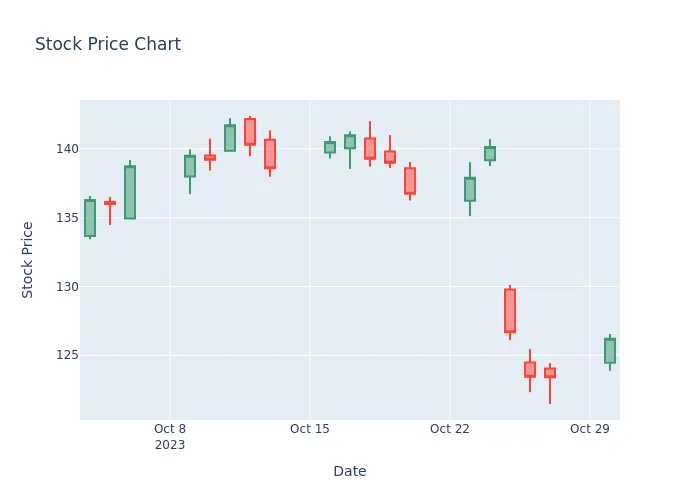 Stock Price Chart
Stock Price
140
135
130
125
Oct 8
2023
Oct 15
Oct 22
Oct 29
Date